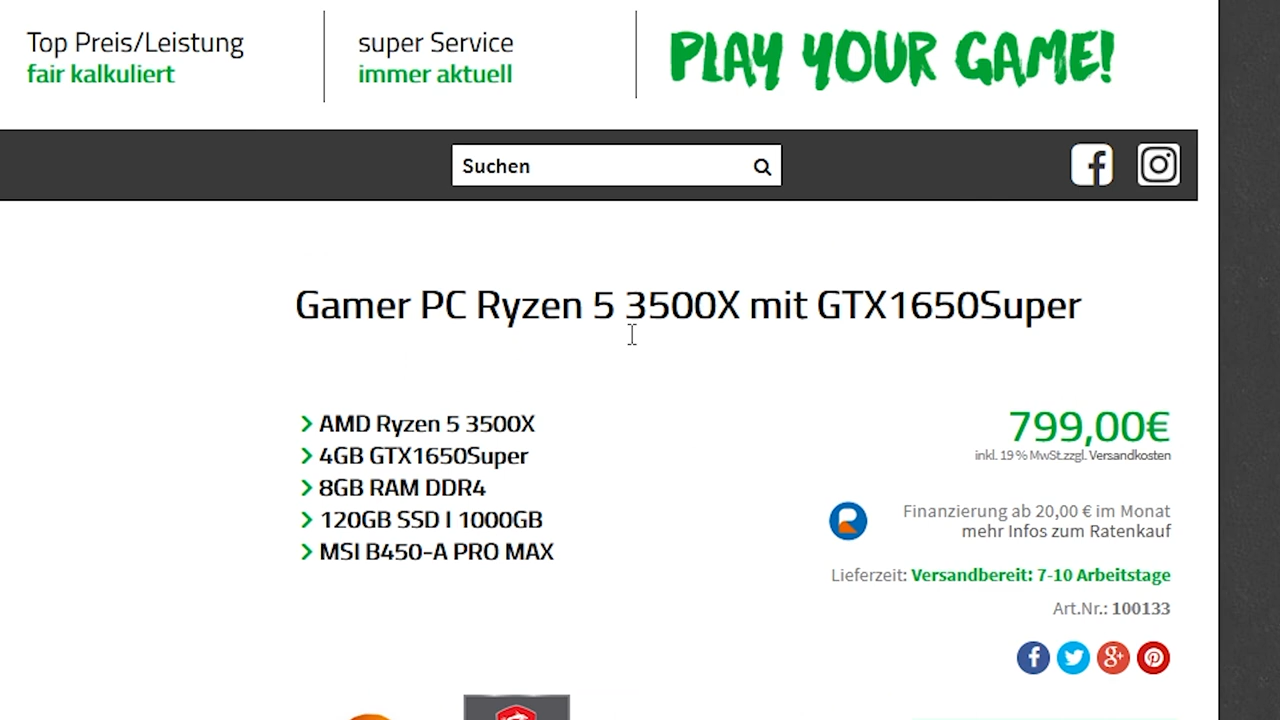 Top Preis/Leistung
fair kalkuliert
super Service
immer aktuell
PLAY YOUR GAME!
Suchen
Gamer PC Ryzen 5 3500X mit GTX1650Super
AMD Ryzen 5 3500X
4GB GTX1650Super
8GB RAM DDR4
120GB SSD I 1000GB
MSI B450-A PRO MAX
799,00€
inkl. 19 % MwSt.zzgl. Versandkosten
Finanzierung ab 20,00 € im Monat
mehr Infos zum Ratenkauf
Lieferzeit: Versandbereit: 7-10 Arbeitstage
Art.Nr.: 100133